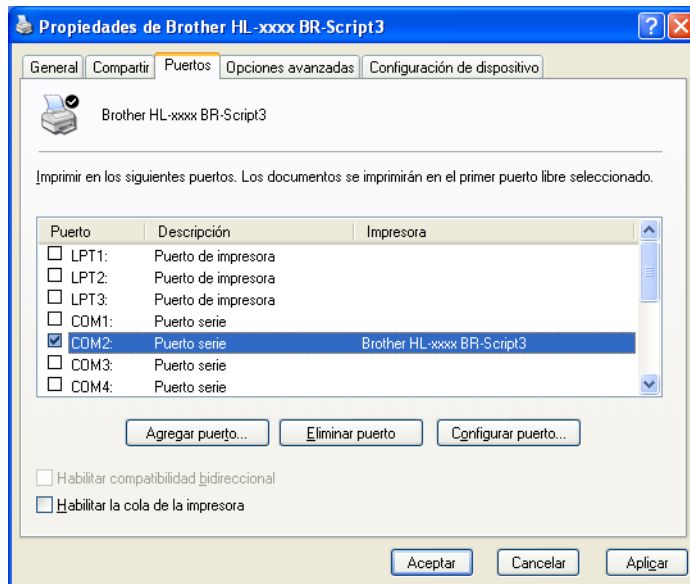 Propiedades de Brother HL-xxxx BR-Script3
General Compartir Puertos Opciones avanzadas Configuración de dispositivo
Brother HL-xxxx BR-Script3
Imprimir en los siguientes puertos. Los documentos se imprimirán en el primer puerto libre seleccionado.
Puerto Descripción Impresora
LPT1: Puerto de impresora
LPT2: Puerto de impresora
LPT3: Puerto de impresora
COM1: Puerto serie
COM2: Puerto serie Brother HL-xxxx BR-Script3
COM3: Puerto serie
COM4: Puerto serie
Agregar puerto... Eliminar puerto Configurar puerto...
Habilitar compatibilidad bidireccional
Habilitar la cola de la impresora
Aceptar Cancelar Aplicar